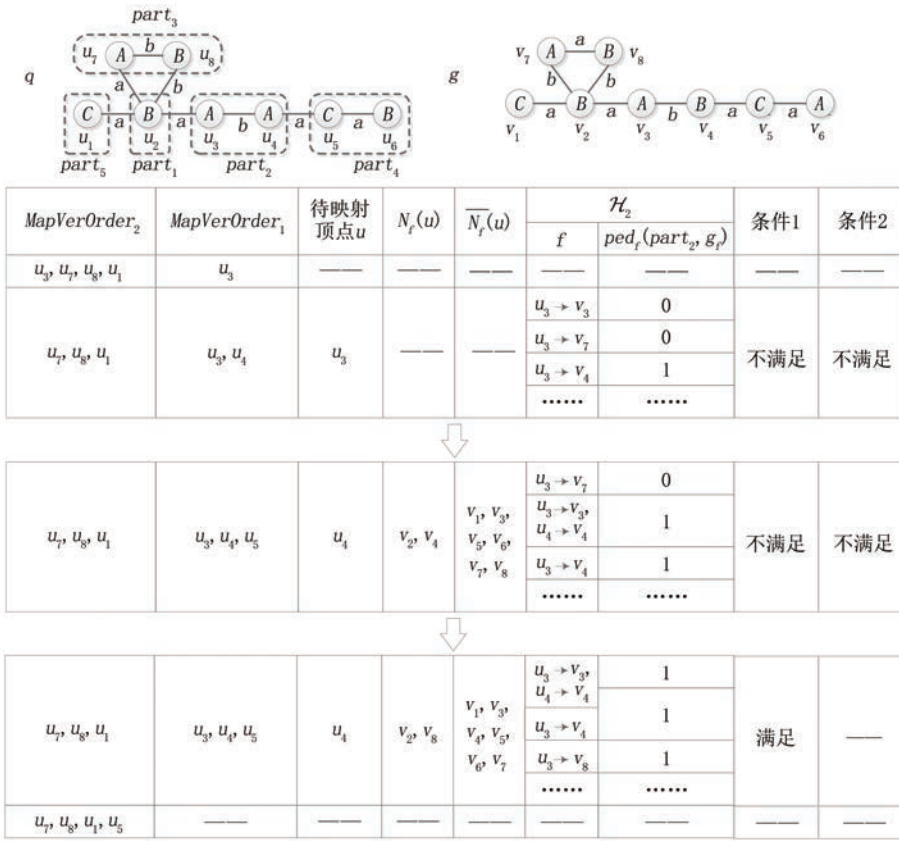 part₃
u₇ A b B u₈
q
a b
C a B a A b A a C a B
u₁ u₂ u₃ u₄ u₅ u₆
part₅ part₁ part₂ part₄
v₇ A a B v₈
g
b b
C a B a A b B a C a A
v₁ v₂ v₃ v₄ v₅ v₆
MapVerOrder₂ MapVerOrder₁ 待映射顶点u N_f(u) \overline{N_f}(u) ℋ₂ 条件1 条件2
f ped_f(part₂, g_f)
u₃, u₇, u₈, u₁ u₃ —— —— —— —— —— —— ——
u₇, u₈, u₁ u₃, u₄ u₃ —— —— 不满足 不满足
u₃→v₃ 0
u₃→v₇ 0
u₃→v₄ 1
…… ……
u₇, u₈, u₁ u₃, u₄, u₅ u₄ v₂, v₄ v₁, v₃, v₅, v₆, v₇, v₈ 不满足 不满足
u₃→v₇ 0
u₃→v₃, u₄→v₄ 1
u₃→v₄ 1
…… ……
u₇, u₈, u₁ u₃, u₄, u₅ u₄ v₂, v₈ v₁, v₃, v₄, v₅, v₆, v₇ 满足 ——
u₃→v₃, u₄→v₄ 1
u₃→v₄ 1
u₃→v₈ 1
…… ……
u₇, u₈, u₁, u₅ —— —— —— —— —— —— —— ——